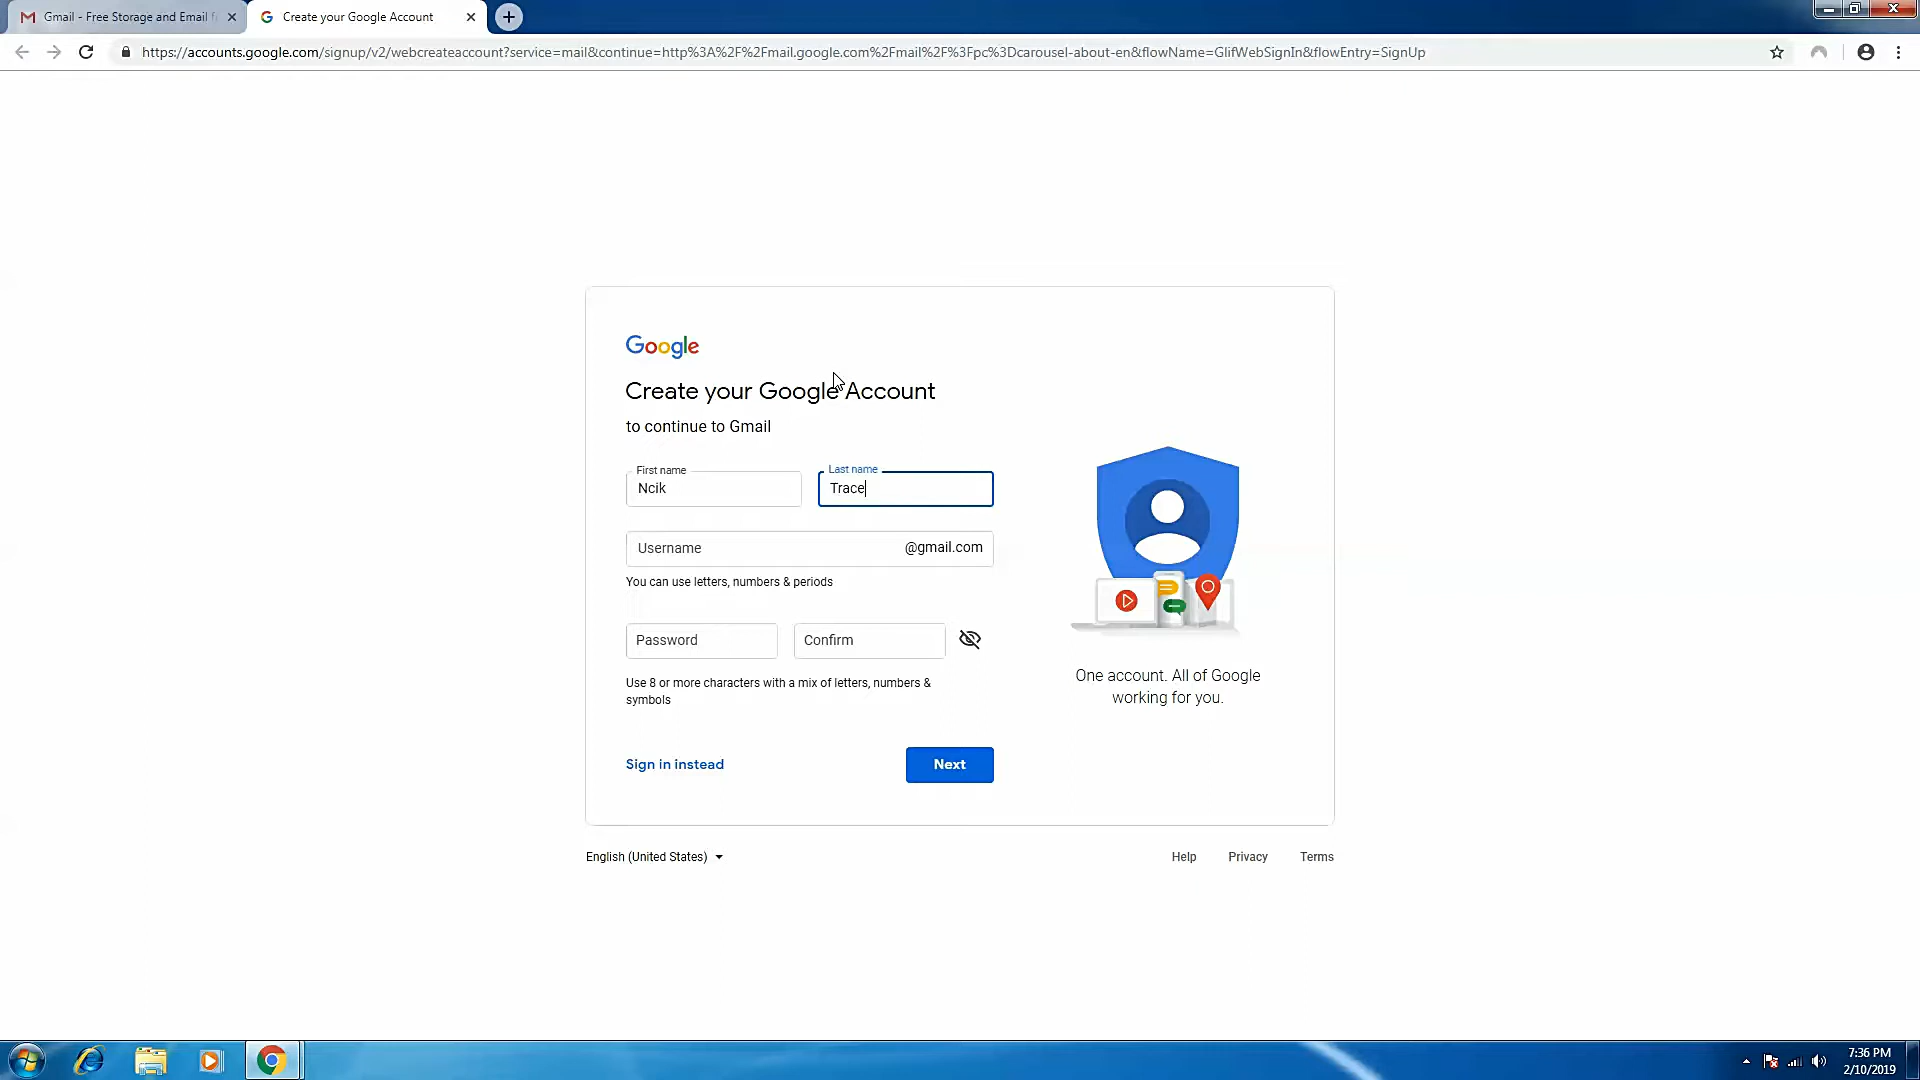 Gmail - Free Storage and Email f
Create your Google Account
https://accounts.google.com/signup/v2/webcreateaccount?service=mail&continue=http%3A%2F%2Fmail.google.com%2Fmail%2F%3Fpc%3Dcarousel-about-en&flowName=GlifWebSignIn&flowEntry=SignUp
Google
Create your Google Account
to continue to Gmail
First name
Last name
Ncik
Trace
Username
@gmail.com
You can use letters, numbers & periods
Password
Confirm
Use 8 or more characters with a mix of letters, numbers &
symbols
One account. All of Google
working for you.
Sign in instead
Next
English (United States)
Help
Privacy
Terms
7:36 PM
2/10/2019